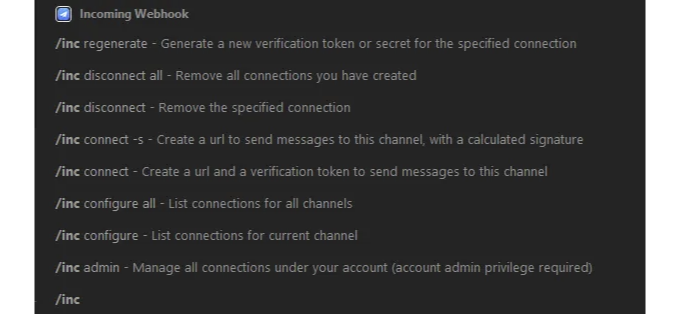 Incoming Webhook
/inc regenerate - Generate a new verification token or secret for the specified connection
/inc disconnect all - Remove all connections you have created
/inc disconnect - Remove the specified connection
/inc connect -s - Create a url to send messages to this channel, with a calculated signature
/inc connect - Create a url and a verification token to send messages to this channel
/inc configure all - List connections for all channels
/inc configure - List connections for current channel
/inc admin - Manage all connections under your account (account admin privilege required)
/inc